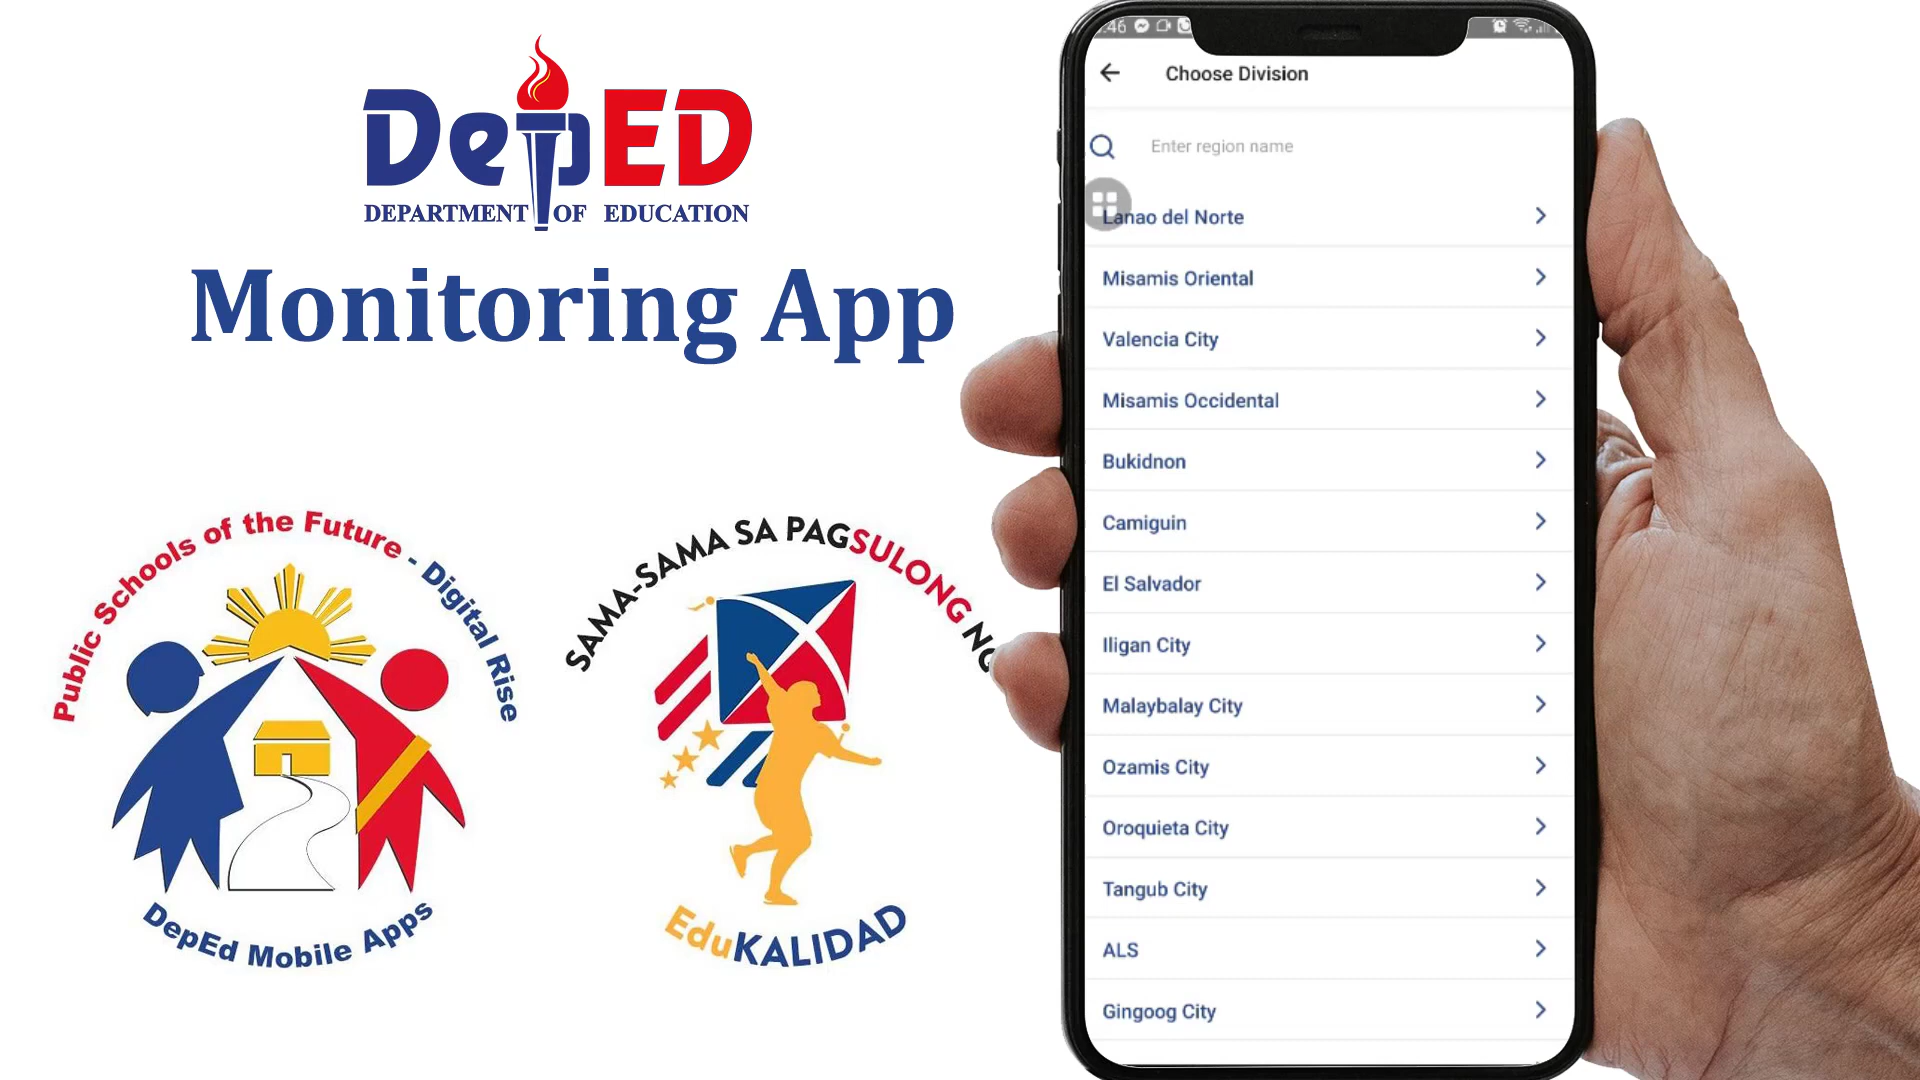 DepED
DEPARTMENT OF EDUCATION
Monitoring App
Public Schools of the Future - Digital Rise
DepEd Mobile Apps
SAMA-SAMA SA PAGSULONG NG
EduKALIDAD
:46
Choose Division
Enter region name
Lanao del Norte
Misamis Oriental
Valencia City
Misamis Occidental
Bukidnon
Camiguin
El Salvador
Iligan City
Malaybalay City
Ozamis City
Oroquieta City
Tangub City
ALS
Gingoog City